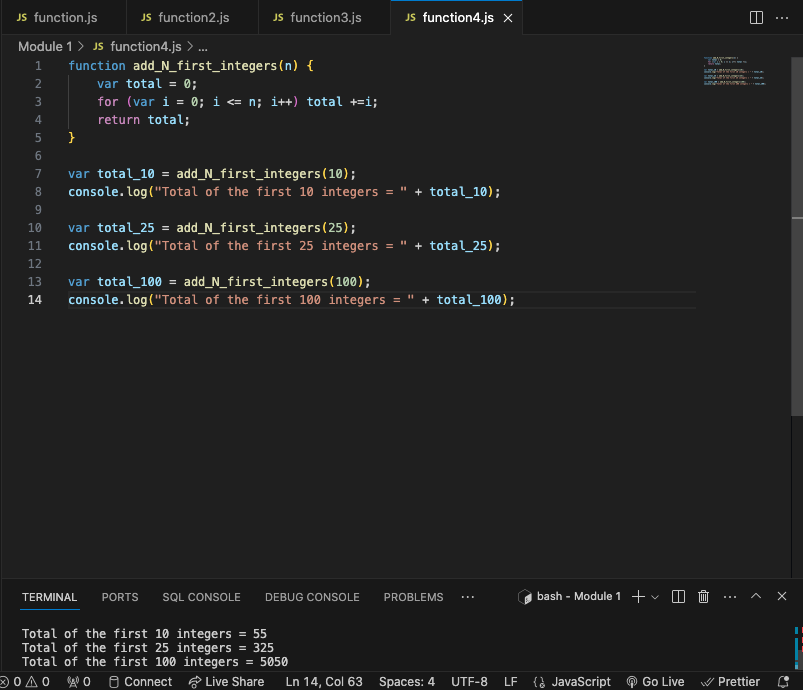 JS function.js JS function2.js JS function3.js JS function4.js
Module 1 > JS function4.js > ...
1 function add_N_first_integers(n) {
2 var total = 0;
3 for (var i = 0; i <= n; i++) total +=i;
4 return total;
5 }
6
7 var total_10 = add_N_first_integers(10);
8 console.log("Total of the first 10 integers = " + total_10);
9
10 var total_25 = add_N_first_integers(25);
11 console.log("Total of the first 25 integers = " + total_25);
12
13 var total_100 = add_N_first_integers(100);
14 console.log("Total of the first 100 integers = " + total_100);
TERMINAL PORTS SQL CONSOLE DEBUG CONSOLE PROBLEMS ... bash - Module 1
Total of the first 10 integers = 55
Total of the first 25 integers = 325
Total of the first 100 integers = 5050
0 0 0 Connect Live Share Ln 14, Col 63 Spaces: 4 UTF-8 LF {} JavaScript Go Live Prettier